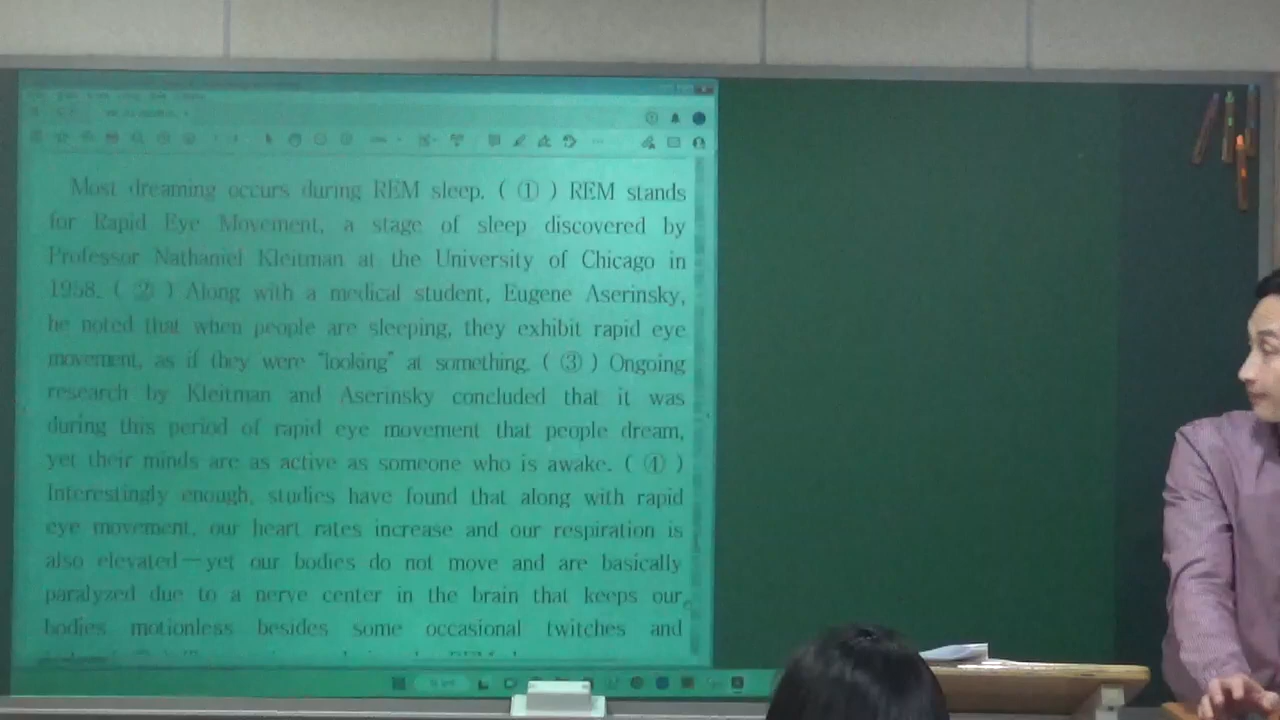 Most dreaming occurs during REM sleep. ( ① ) REM stands
for Rapid Eye Movement, a stage of sleep discovered by
Professor Nathaniel Kleitman at the University of Chicago in
1958. ( ② ) Along with a medical student, Eugene Aserinsky,
he noted that when people are sleeping, they exhibit rapid eye
movement, as if they were “looking” at something. ( ③ ) Ongoing
research by Kleitman and Aserinsky concluded that it was
during this period of rapid eye movement that people dream,
yet their minds are as active as someone who is awake. ( ④ )
Interestingly enough, studies have found that along with rapid
eye movement, our heart rates increase and our respiration is
also elevated—yet our bodies do not move and are basically
paralyzed due to a nerve center in the brain that keeps our
bodies motionless besides some occasional twitches and